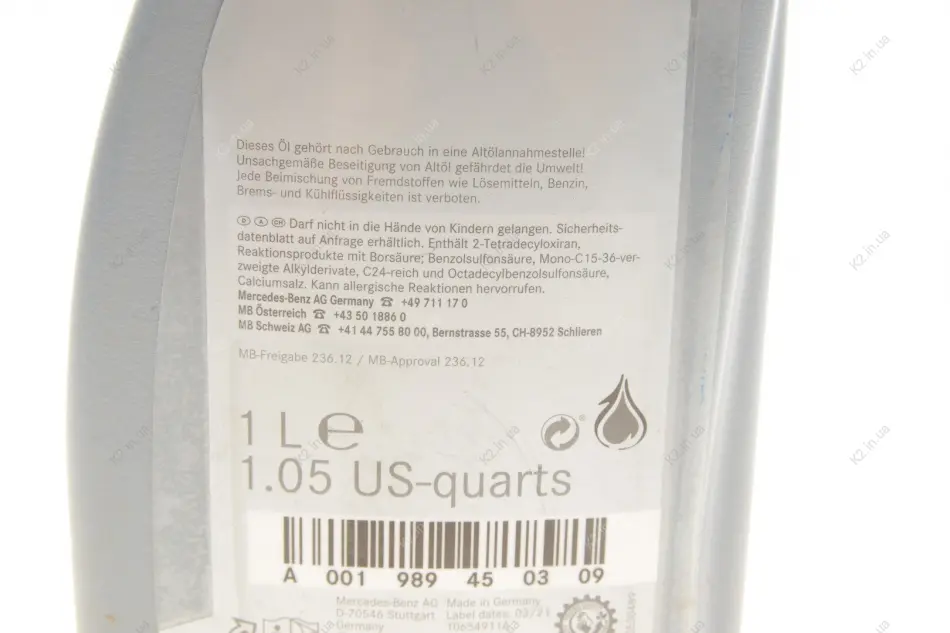 Dieses Öl gehört nach Gebrauch in eine Altölannahmestelle!
Unsachgemäße Beseitigung von Altöl gefährdet die Umwelt!
Jede Beimischung von Fremdstoffen wie Lösemitteln, Benzin,
Brems- und Kühlflüssigkeiten ist verboten.
D A CH Darf nicht in die Hände von Kindern gelangen. Sicherheits-
datenblatt auf Anfrage erhältlich. Enthält 2-Tetradecyloxiran,
Reaktionsprodukte mit Borsäure; Benzolsulfonsäure, Mono-C15-36-ver-
zweigte Alkylderivate, C24-reich und Octadecylbenzolsulfonsäure,
Calciumsalz. Kann allergische Reaktionen hervorrufen.
Mercedes-Benz AG Germany ☎ +49 711 17 0
MB Österreich ☎ +43 50 1886 0
MB Schweiz AG ☎ +41 44 755 80 00, Bernstrasse 55, CH-8952 Schlieren
MB-Freigabe 236.12 / MB-Approval 236.12
1 L e
1.05 US-quarts
A 001 989 45 03 09
Mercedes-Benz AG Made in Germany
D-70546 Stuttgart Label dates: 03/21
Germany
K2.in.ua